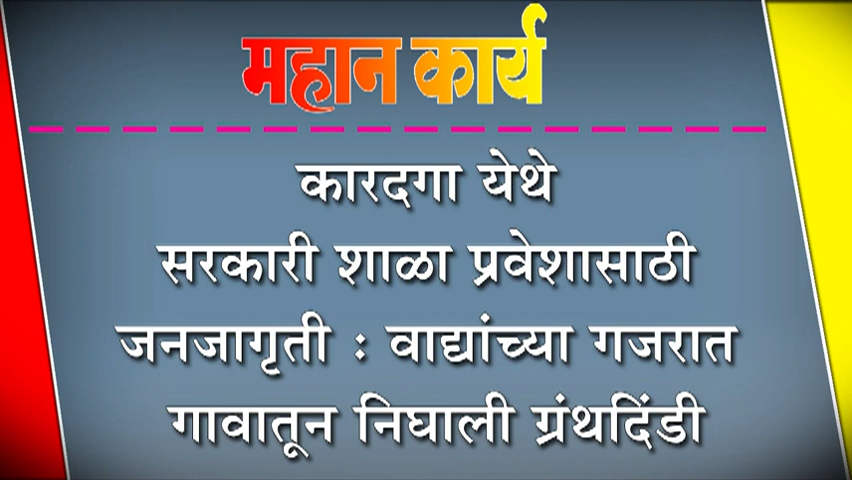 महान कार्य
कारदगा येथे
सरकारी शाळा प्रवेशासाठी
जनजागृती : वाद्यांच्या गजरात
गावातून निघाली ग्रंथदिंडी